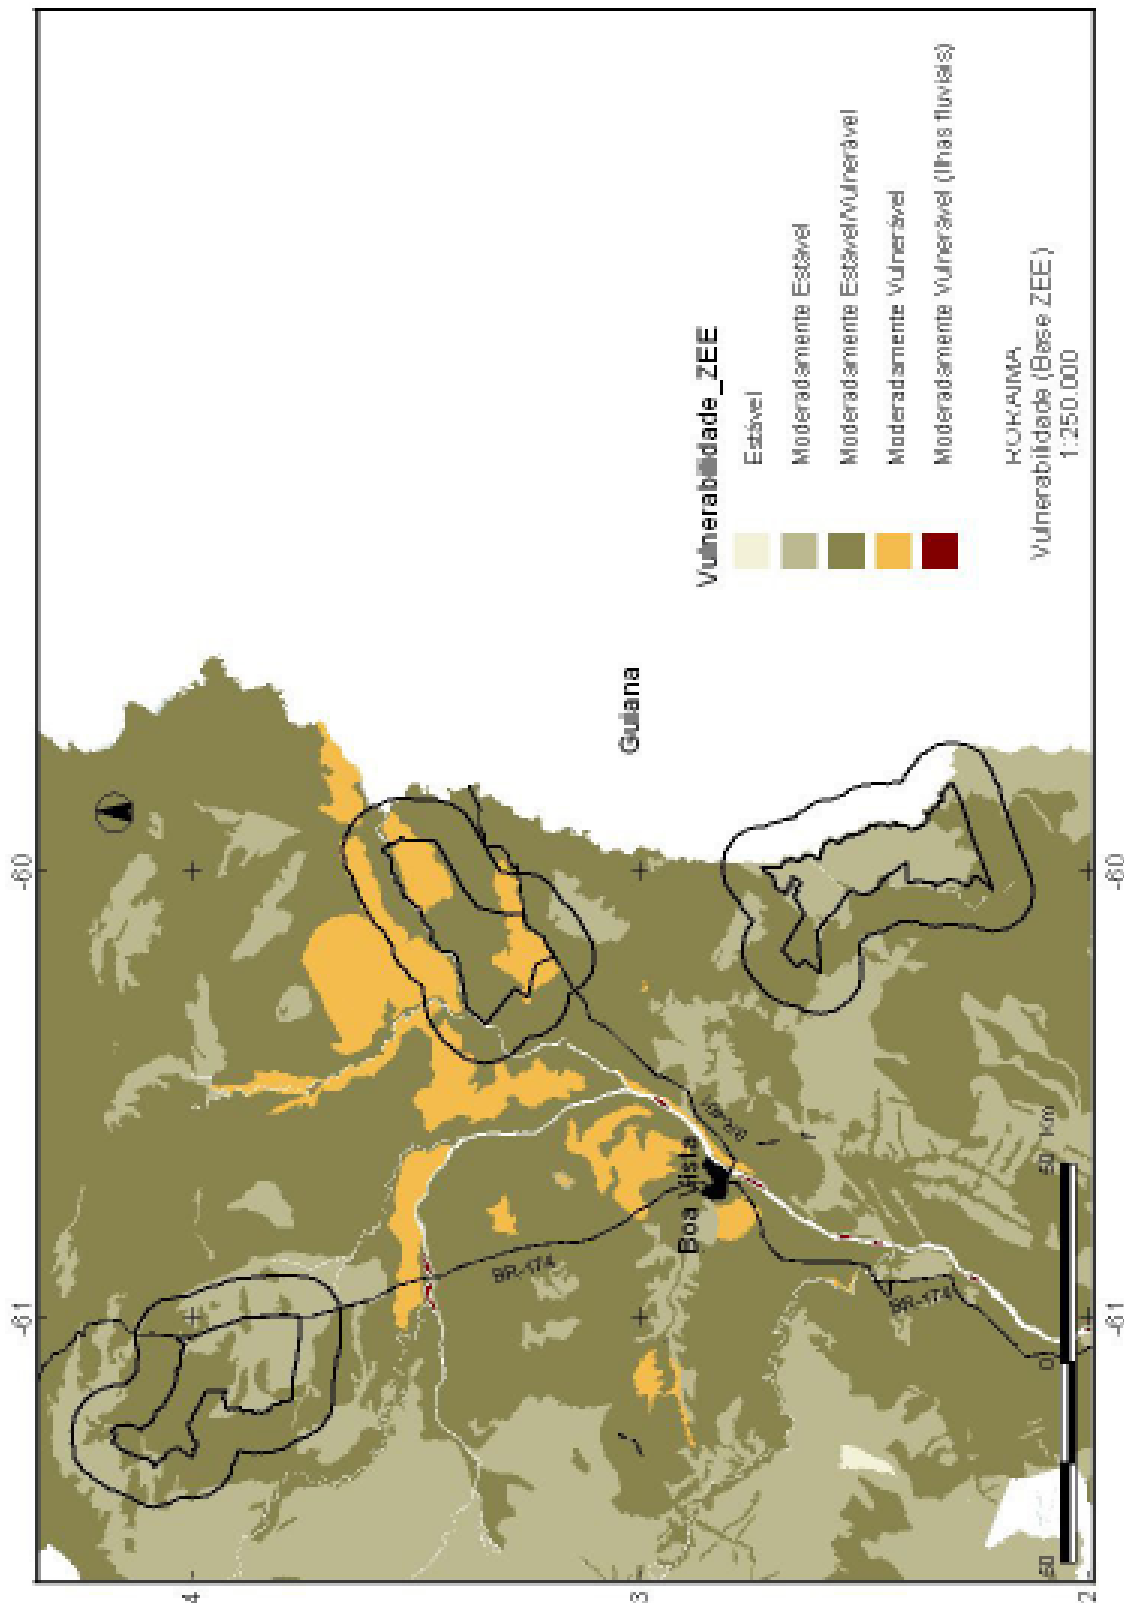 -61
-60
4
3
2
-61
-60
Guiana
Boa Vista
BR-174
BR-401
BR-174
50
0
50 Km
Vulnerabilidade_ZEE
Estável
Moderadamente Estável
Moderadamente Estável/Vulnerável
Moderadamente Vulnerável
Moderadamente Vulnerável (Ilhas fluviais)
RORAIMA
Vulnerabilidade (Base ZEE)
1:250.000